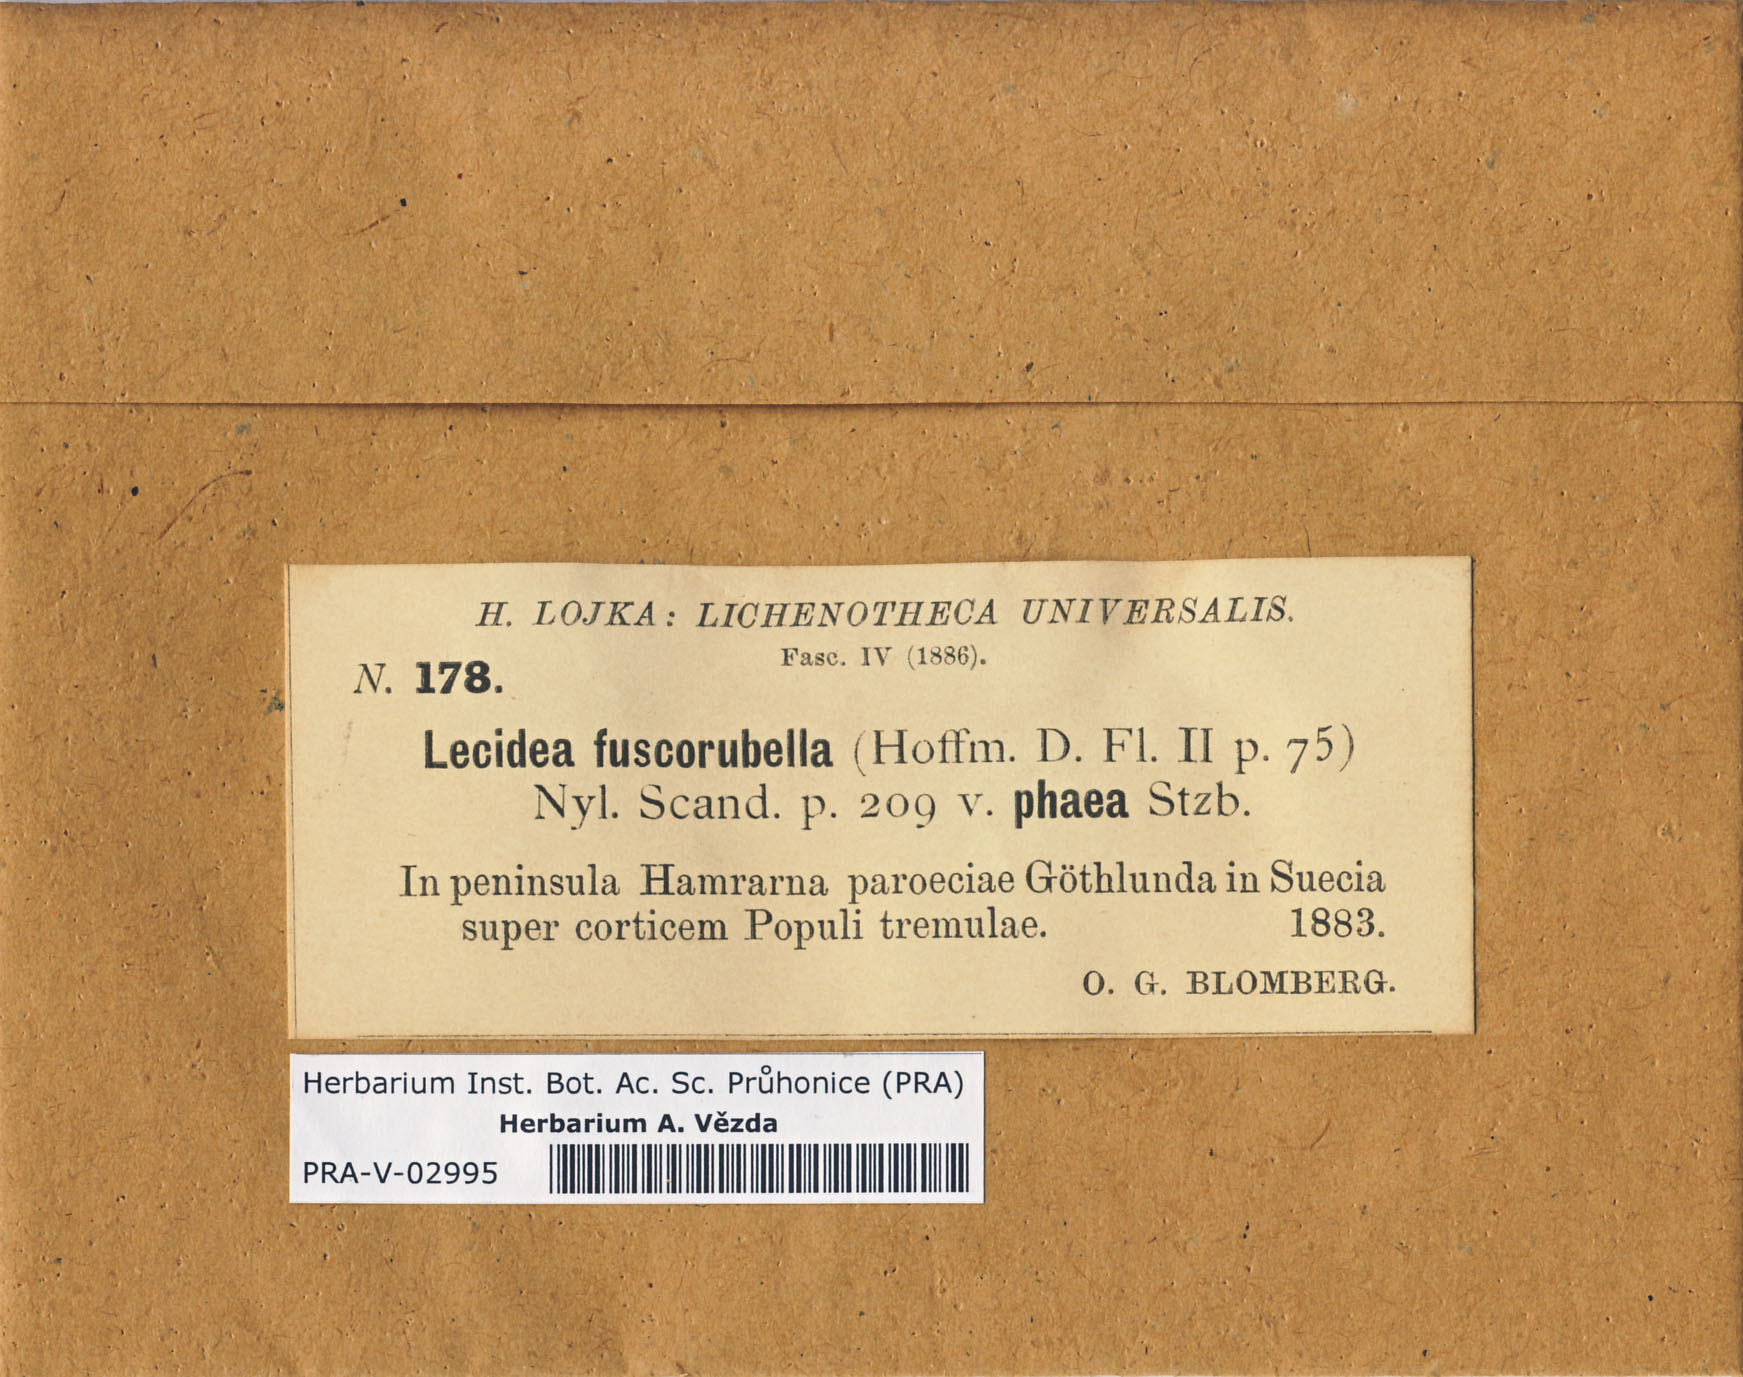 H. LOJKA: LICHENOTHECA UNIVERSALIS.
Fasc. IV (1886).
N. 178.
Lecidea fuscorubella (Hoffm. D. Fl. II p. 75)
Nyl. Scand. p. 209 v. phaea Stzb.
In peninsula Hamrarna paroeciae Göthlunda in Suecia
super corticem Populi tremulae. 1883.
O. G. BLOMBERG.
Herbarium Inst. Bot. Ac. Sc. Průhonice (PRA)
Herbarium A. Vězda
PRA-V-02995